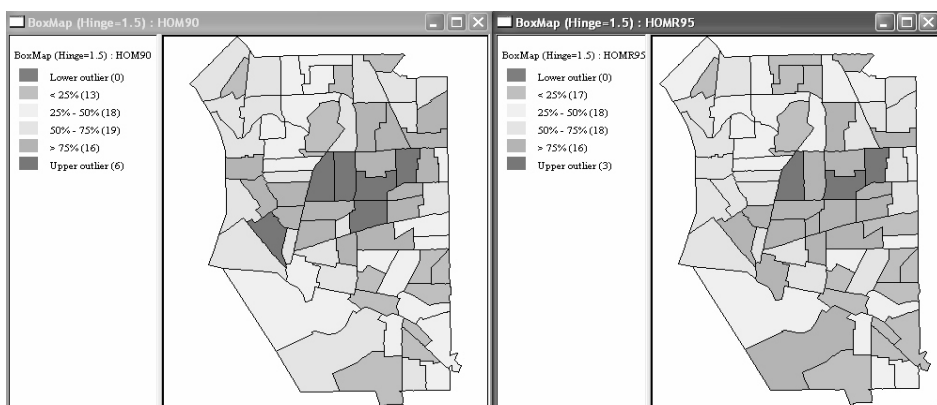 BoxMap (Hinge=1.5) : HOM90
BoxMap (Hinge=1.5) : HOM90
Lower outlier (0)
< 25% (13)
25% - 50% (18)
50% - 75% (19)
> 75% (16)
Upper outlier (6)
BoxMap (Hinge=1.5) : HOMR95
BoxMap (Hinge=1.5) : HOMR95
Lower outlier (0)
< 25% (17)
25% - 50% (18)
50% - 75% (18)
> 75% (16)
Upper outlier (3)